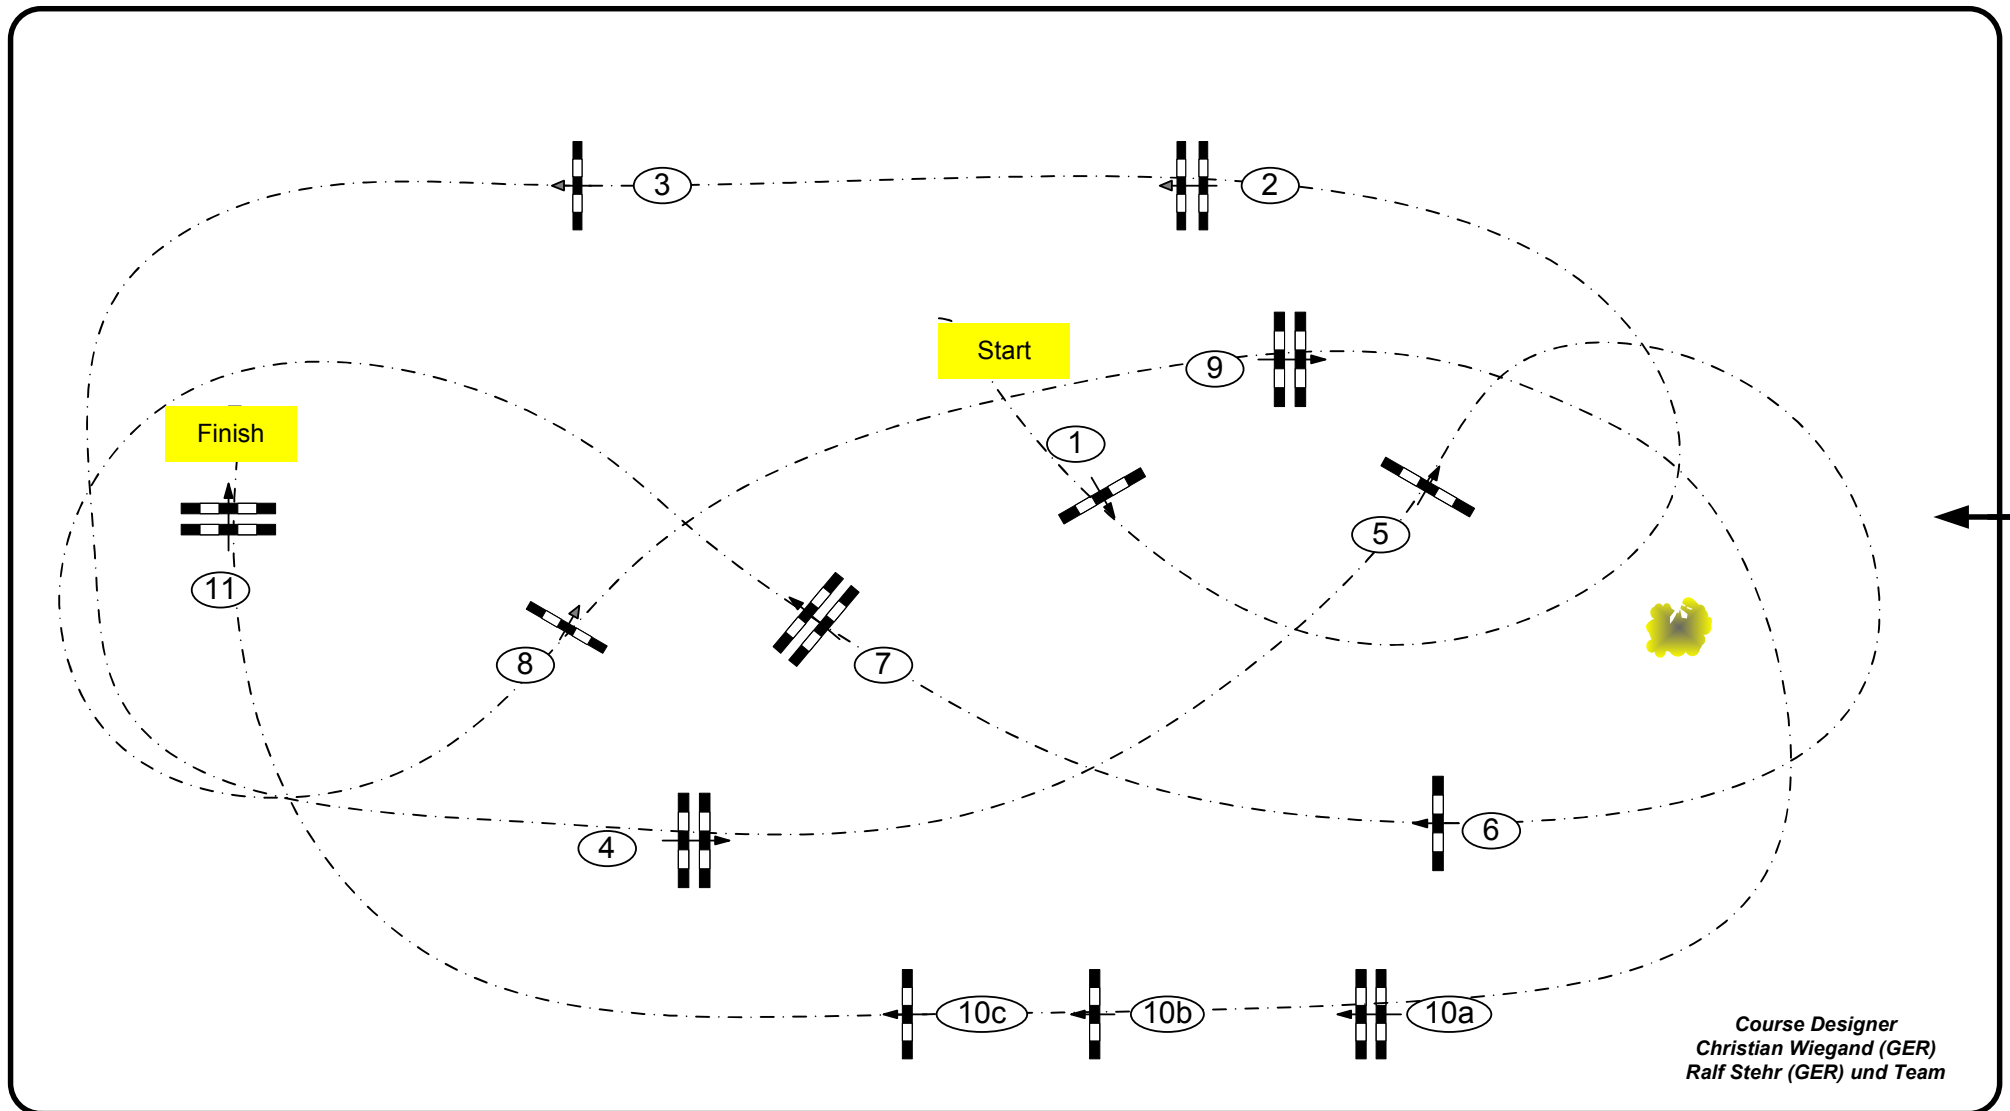 3
2
Start
9
Finish
1
5
11
8
7
6
4
10c
10b
10a
Course Designer
Christian Wiegand (GER)
Ralf Stehr (GER) und Team